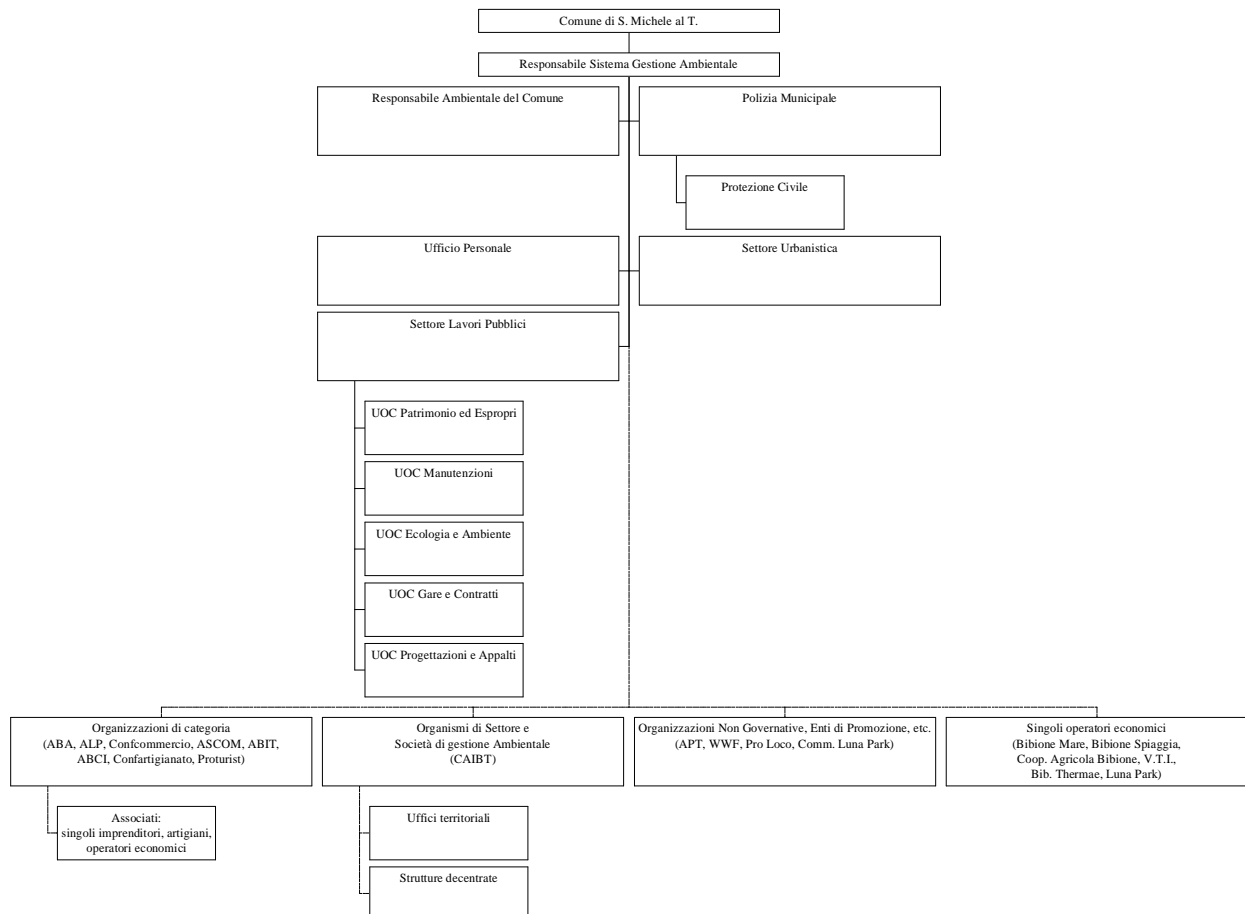 Comune di S. Michele al T.
Responsabile Sistema Gestione Ambientale
Responsabile Ambientale del Comune
Polizia Municipale
Protezione Civile
Ufficio Personale
Settore Urbanistica
Settore Lavori Pubblici
UOC Patrimonio ed Espropri
UOC Manutenzioni
UOC Ecologia e Ambiente
UOC Gare e Contratti
UOC Progettazioni e Appalti
Organizzazioni di categoria
(ABA, ALP, Confcommercio, ASCOM, ABIT,
ABCI, Confartigianato, Proturist)
Associati:
singoli imprenditori, artigiani,
operatori economici
Organismi di Settore e
Società di gestione Ambientale
(CAIBT)
Uffici territoriali
Strutture decentrate
Organizzazioni Non Governative, Enti di Promozione, etc.
(APT, WWF, Pro Loco, Comm. Luna Park)
Singoli operatori economici
(Bibione Mare, Bibione Spiaggia,
Coop. Agricola Bibione, V.T.I.,
Bib. Thermae, Luna Park)